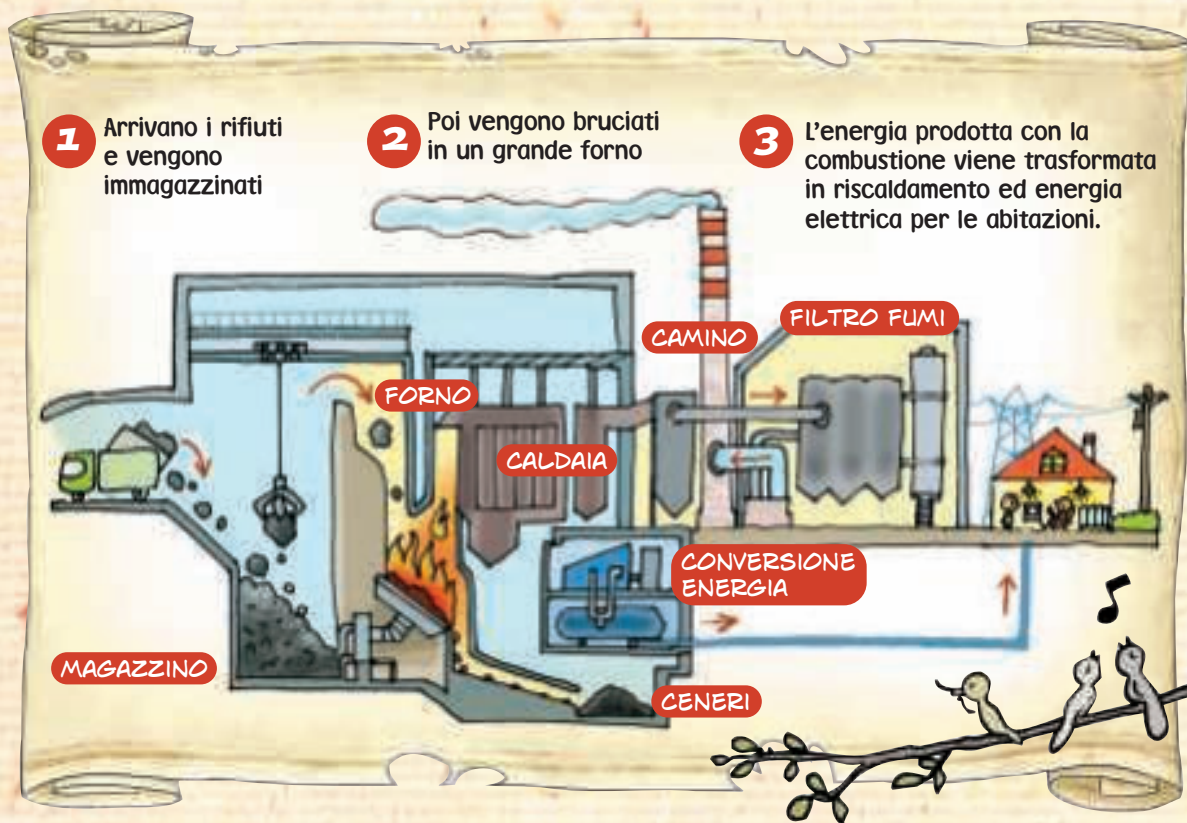 1
Arrivano i rifiuti
e vengono
immagazzinati
2
Poi vengono bruciati
in un grande forno
3
L'energia prodotta con la
combustione viene trasformata
in riscaldamento ed energia
elettrica per le abitazioni.
FILTRO FUMI
CAMINO
FORNO
CALDAIA
CONVERSIONE
ENERGIA
MAGAZZINO
CENERI